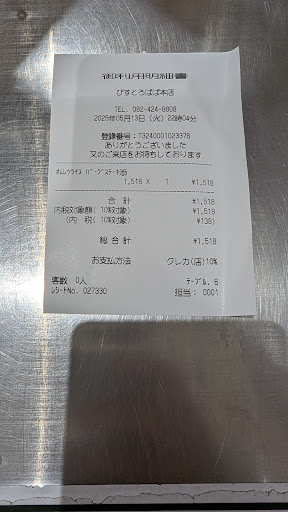 御利用明細書
びすとろぱぱ本店
TEL. 082-424-8808
2025年05月13日（火）22時04分
登録番号：T3240001023378
ありがとうございました
又のご来店をお待ちしております
1,518 X 1 ¥1,518
合 計 ¥1,518
内税対象額( 10%対象) ¥1,518
(内 税( 10%対象) ¥138)
総 合 計 ¥1,518
お支払方法 クレカ(店)10%
客数 0人 テーブル. 6
レシートNo. 027330 担当： 0001